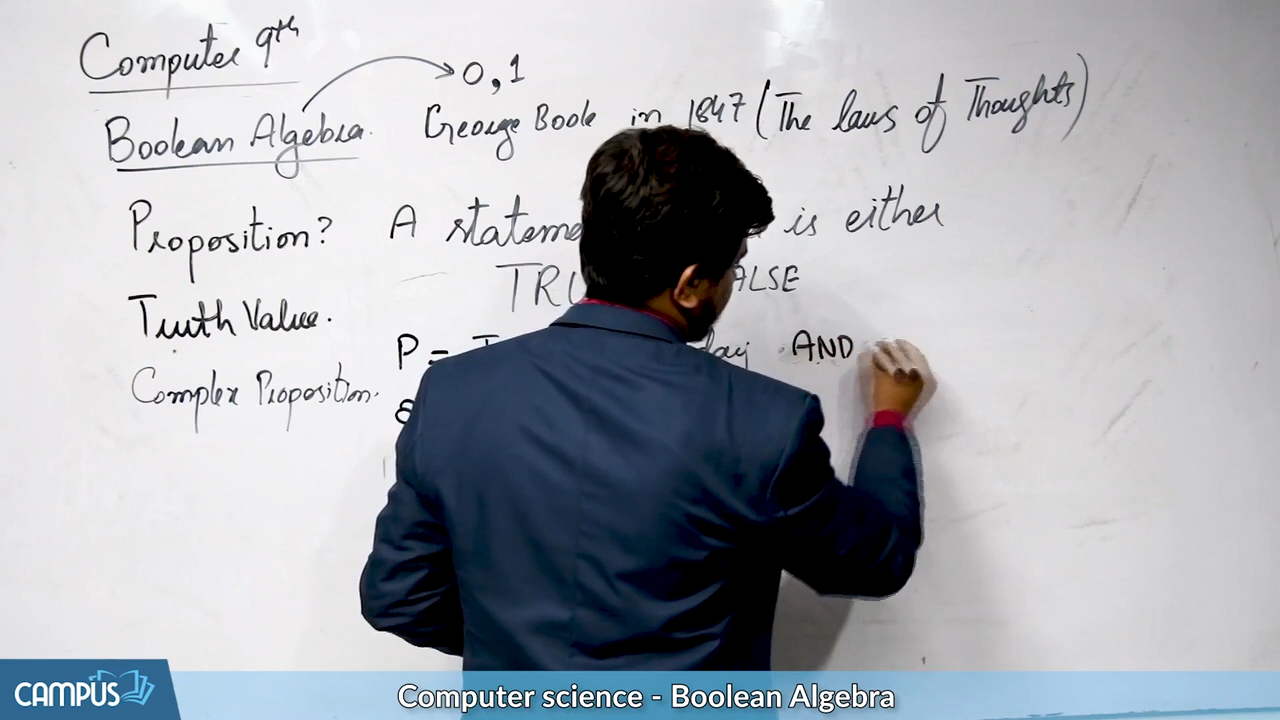 Computer 9th
0, 1
Boolean Algebra. George Boole in 1847 (The laws of Thoughts)
Proposition? A stateme is either
TRU ALSE
Truth Value.
P = I day AND
Complex Proposition.
CAMPUS
Computer science - Boolean Algebra